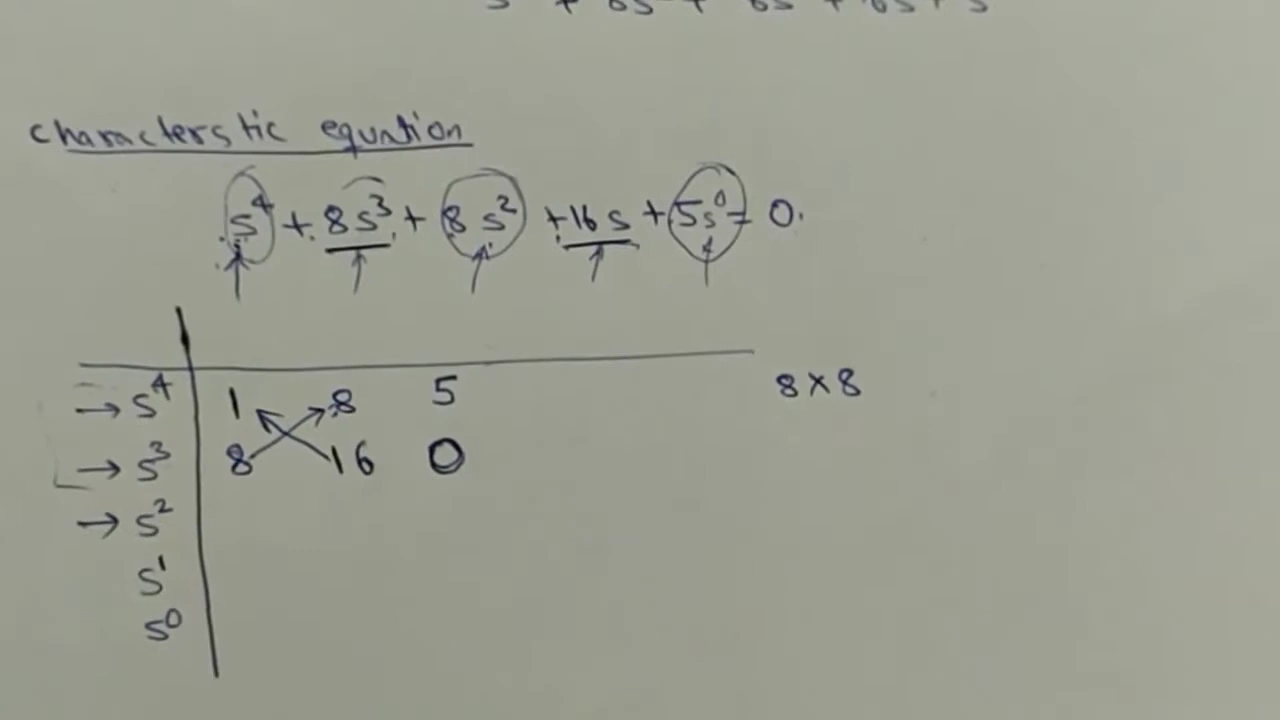 characterstic equation
s⁴ + 8s³ + 8s² + 16s + 5s⁰ = 0.
→ s⁴ 1 8 5 8×8
→ s³ 8 16 0
→ s²
s¹
s⁰